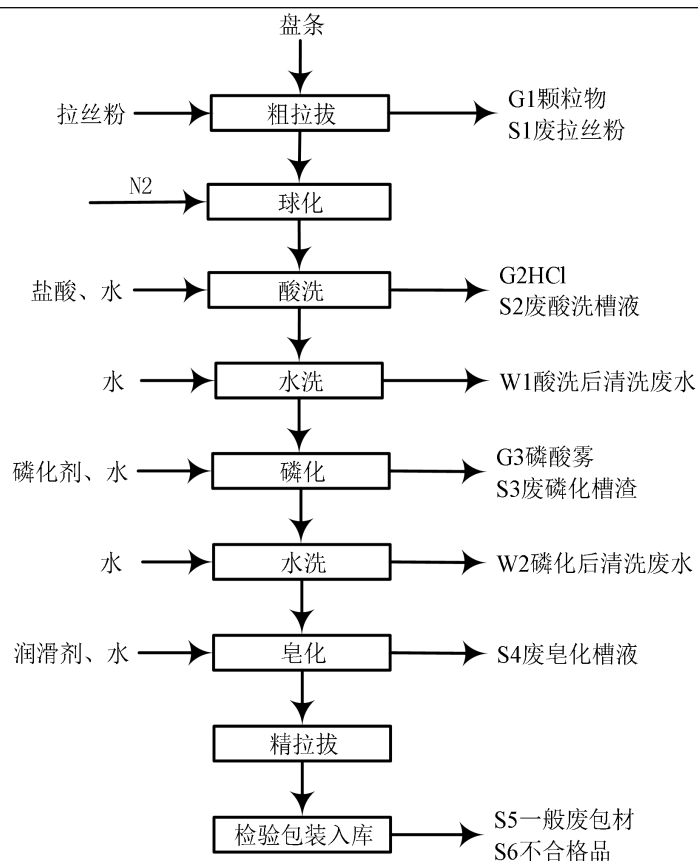 盘条
拉丝粉
粗拉拔
G1颗粒物
S1废拉丝粉
N2
球化
盐酸、水
酸洗
G2HCl
S2废酸洗槽液
水
水洗
W1酸洗后清洗废水
磷化剂、水
磷化
G3磷酸雾
S3废磷化槽渣
水
水洗
W2磷化后清洗废水
润滑剂、水
皂化
S4废皂化槽液
精拉拔
检验包装入库
S5一般废包材
S6不合格品